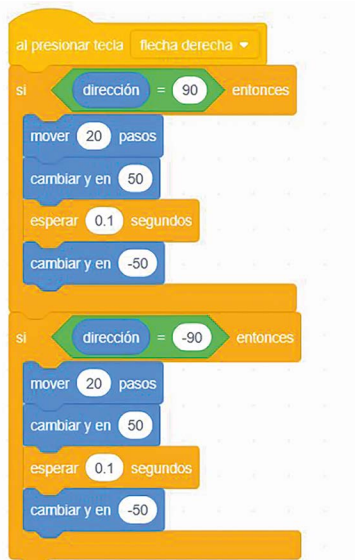 al presionar tecla flecha derecha
si dirección = 90 entonces
mover 20 pasos
cambiar y en 50
esperar 0.1 segundos
cambiar y en -50
si dirección = -90 entonces
mover 20 pasos
cambiar y en 50
esperar 0.1 segundos
cambiar y en -50